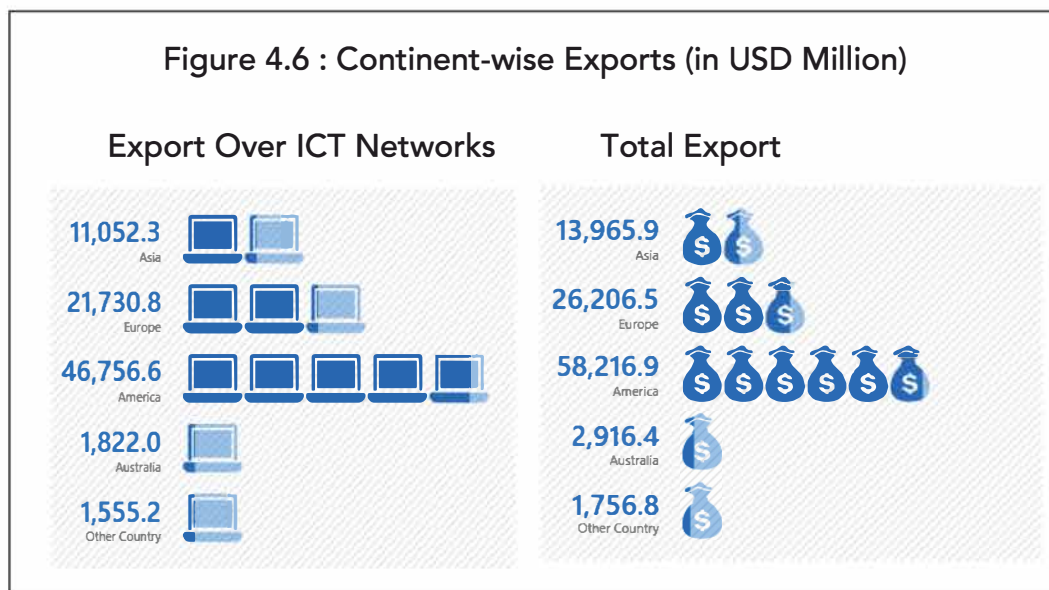 Figure 4.6 : Continent-wise Exports (in USD Million)
Export Over ICT Networks
11,052.3
Asia
21,730.8
Europe
46,756.6
America
1,822.0
Australia
1,555.2
Other Country
Total Export
13,965.9
Asia
$ $
26,206.5
Europe
$ $ $
58,216.9
America
$ $ $ $ $ $
2,916.4
Australia
$
1,756.8
Other Country
$